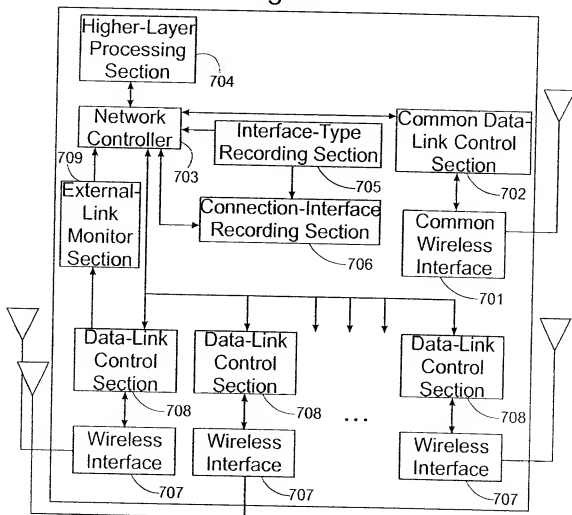 Higher-Layer
Processing
Section
704
Network
Controller
703
Interface-Type
Recording Section
705
Common Data-
Link Control
Section
702
709
External-
Link
Monitor
Section
Connection-Interface
Recording Section
706
Common
Wireless
Interface
701
Data-Link
Control
Section
708
Data-Link
Control
Section
708
...
Data-Link
Control
Section
708
Wireless
Interface
707
Wireless
Interface
707
Wireless
Interface
707